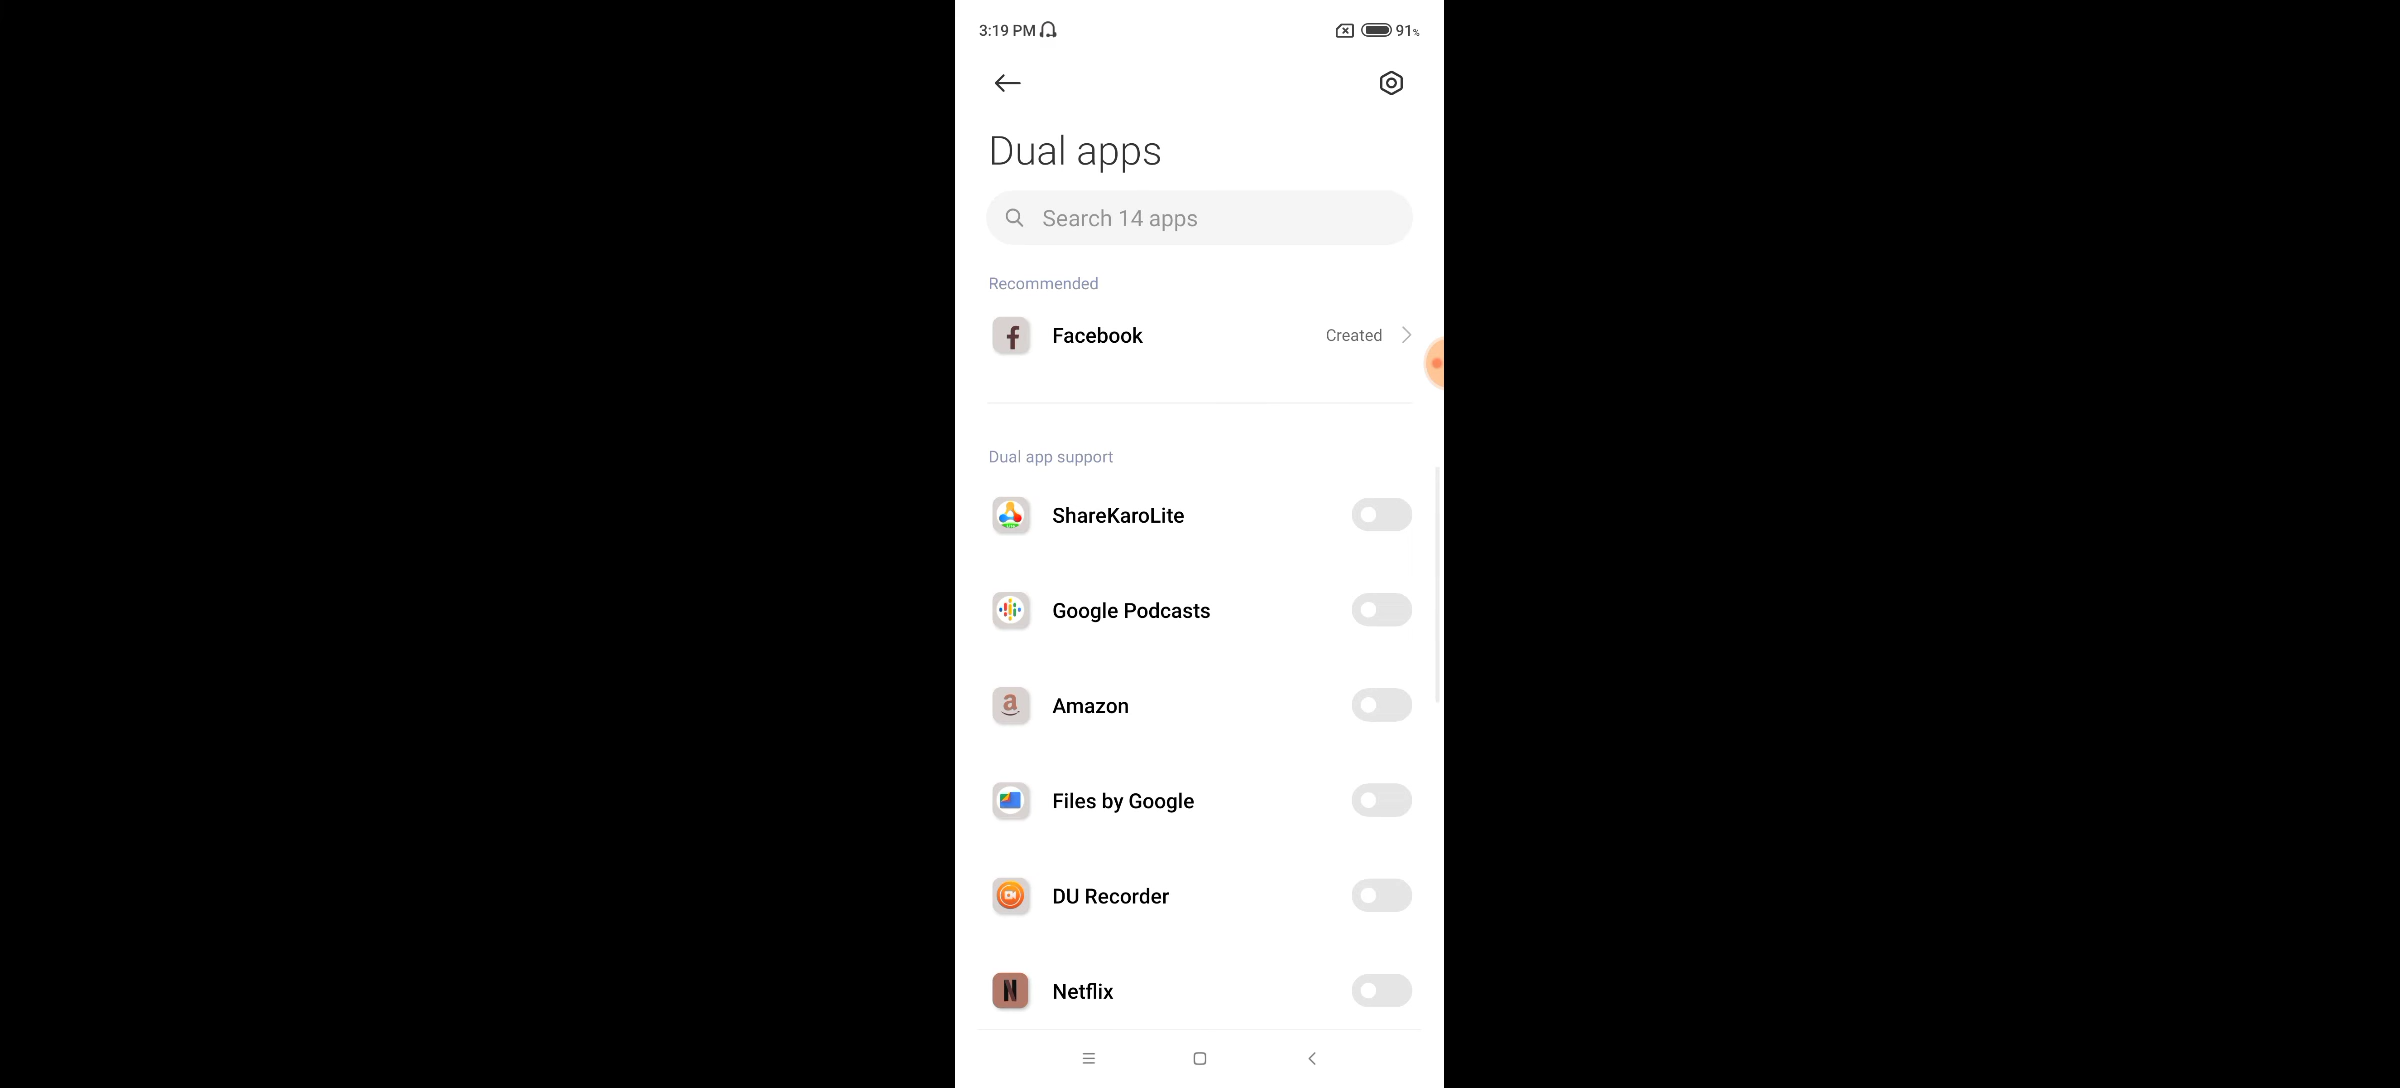 3:19 PM 91%
Dual apps
Search 14 apps
Recommended
Facebook Created
Dual app support
ShareKaroLite
Google Podcasts
Amazon
Files by Google
DU Recorder
Netflix